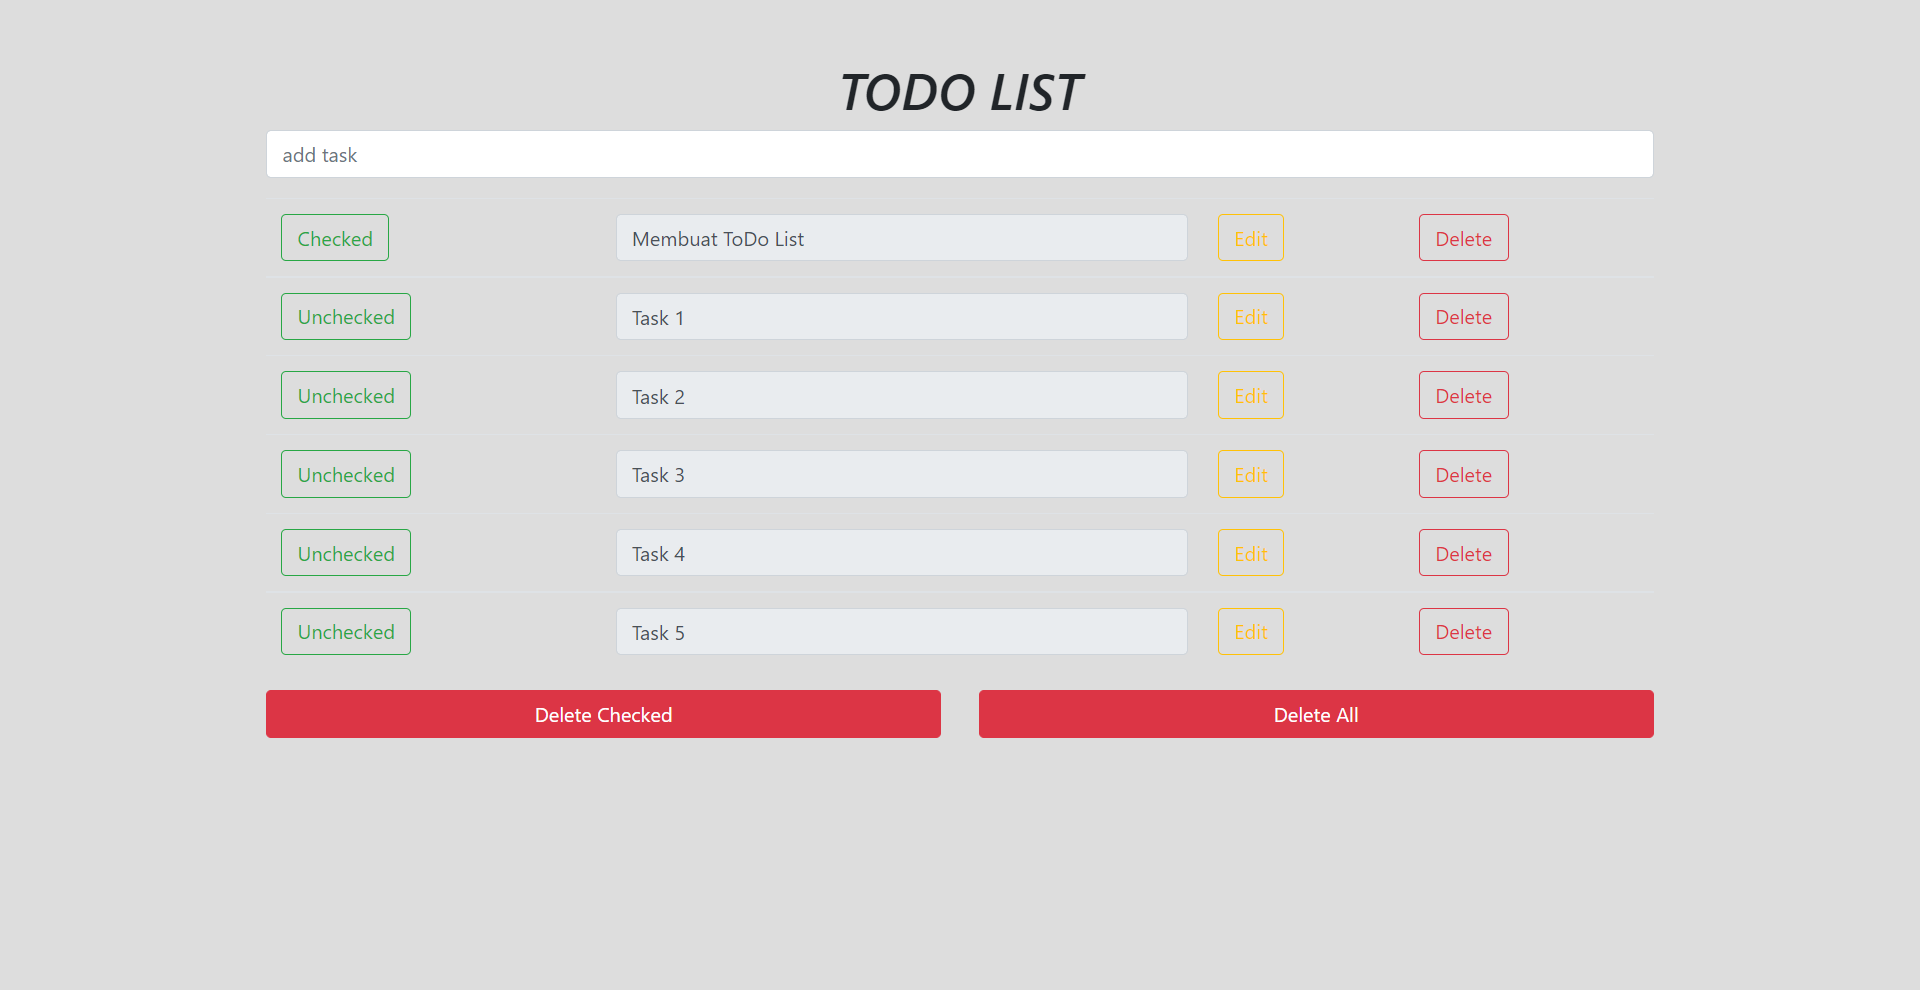 TODO LIST
add task
Checked Membuat ToDo List Edit Delete
Unchecked Task 1 Edit Delete
Unchecked Task 2 Edit Delete
Unchecked Task 3 Edit Delete
Unchecked Task 4 Edit Delete
Unchecked Task 5 Edit Delete
Delete Checked Delete All